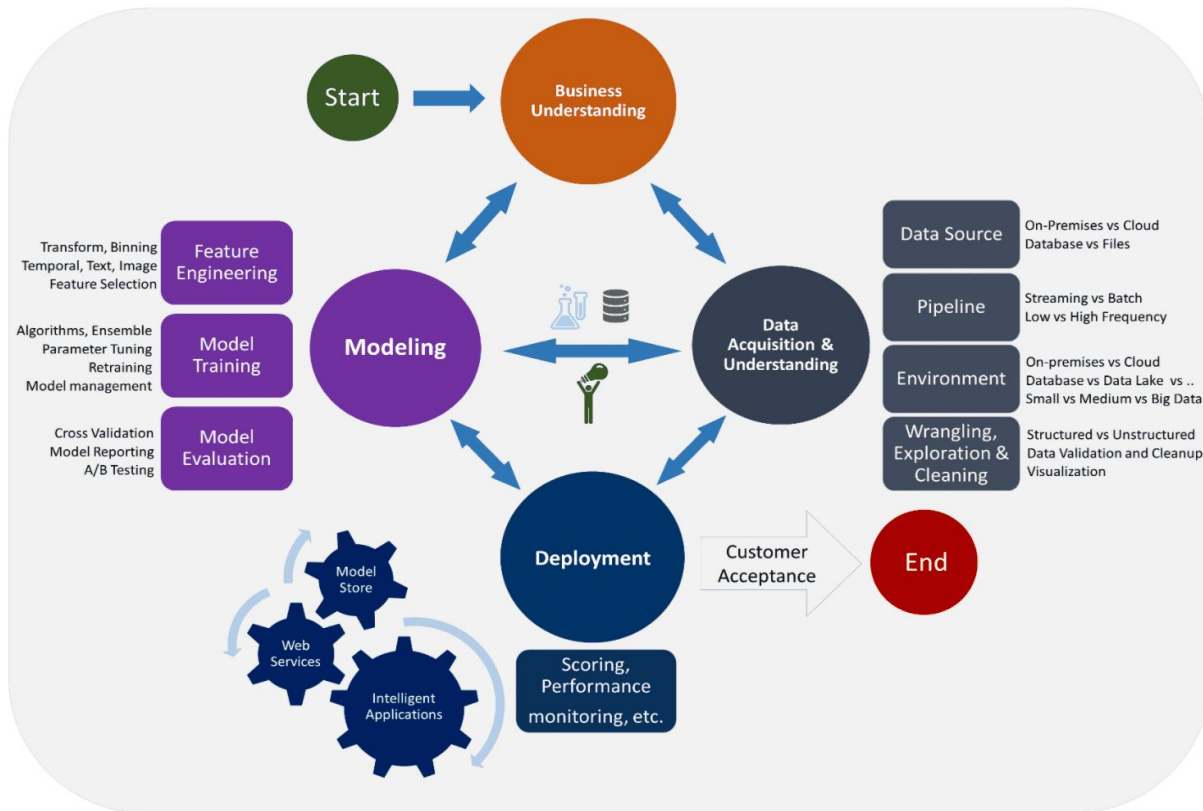 Start
Business
Understanding
Transform, Binning
Temporal, Text, Image
Feature Selection
Feature
Engineering
Algorithms, Ensemble
Parameter Tuning
Retraining
Model management
Model
Training
Cross Validation
Model Reporting
A/B Testing
Model
Evaluation
Modeling
Data
Acquisition &
Understanding
Data Source
On-Premises vs Cloud
Database vs Files
Pipeline
Streaming vs Batch
Low vs High Frequency
Environment
On-premises vs Cloud
Database vs Data Lake vs ..
Small vs Medium vs Big Data
Wrangling,
Exploration &
Cleaning
Structured vs Unstructured
Data Validation and Cleanup
Visualization
Deployment
Customer
Acceptance
End
Model
Store
Web
Services
Intelligent
Applications
Scoring,
Performance
monitoring, etc.